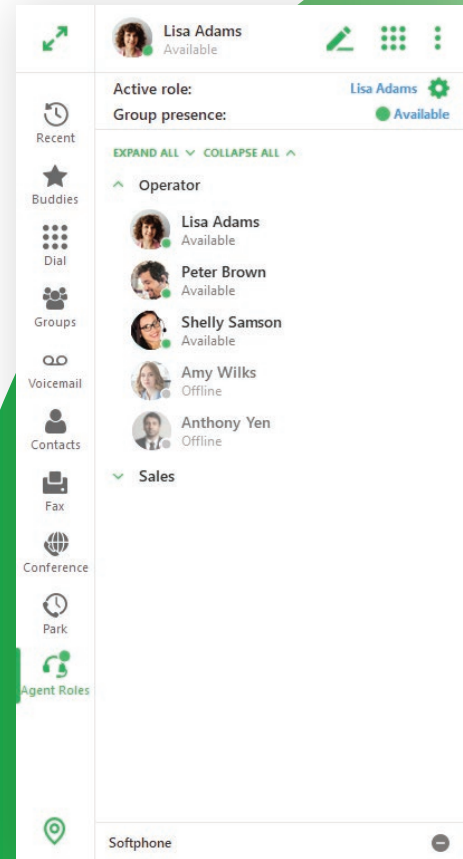 Lisa Adams
Available
Active role: Lisa Adams
Group presence: Available
Recent
Buddies
Dial
Groups
Voicemail
Contacts
Fax
Conference
Park
Agent Roles
EXPAND ALL COLLAPSE ALL
Operator
Lisa Adams
Available
Peter Brown
Available
Shelly Samson
Available
Amy Wilks
Offline
Anthony Yen
Offline
Sales
Softphone